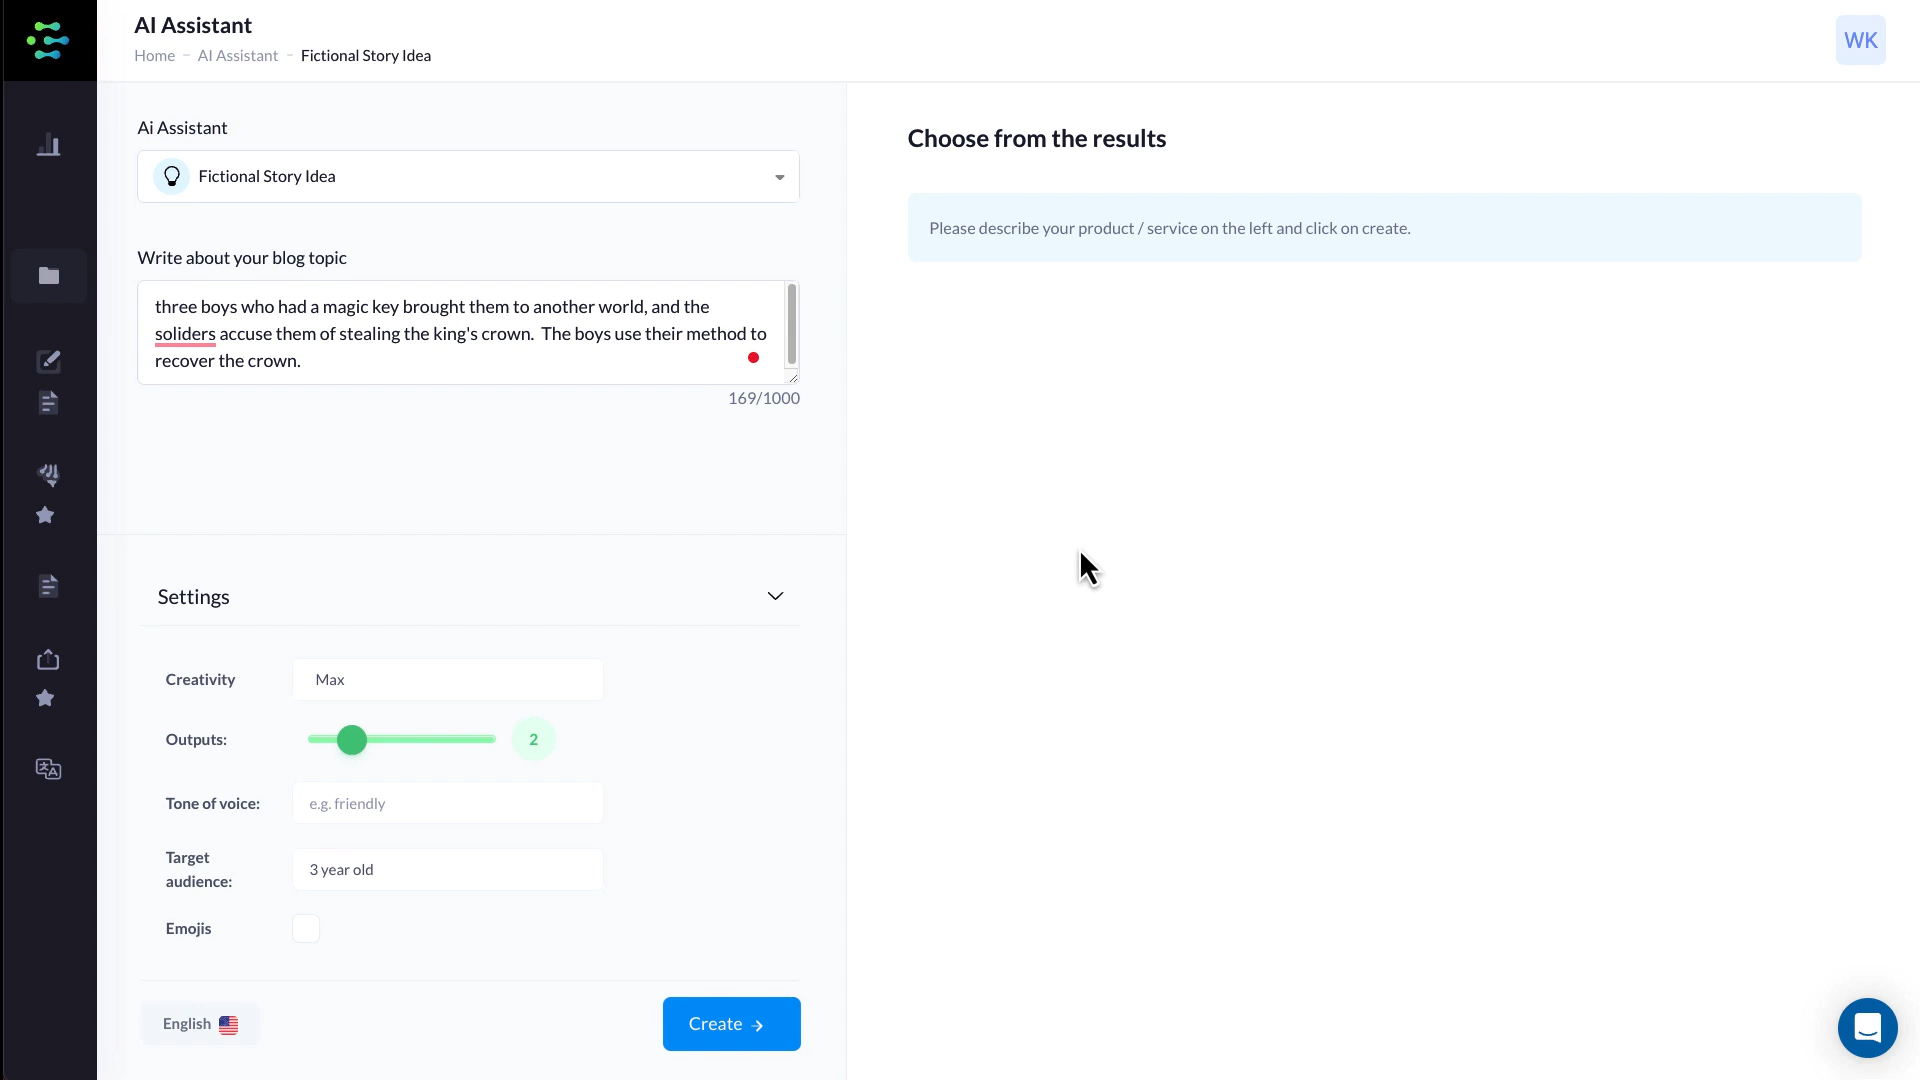 AI Assistant
Home - AI Assistant - Fictional Story Idea
WK
Ai Assistant
Fictional Story Idea
Write about your blog topic
three boys who had a magic key brought them to another world, and the
soliders accuse them of stealing the king's crown.  The boys use their method to
recover the crown.
169/1000
Settings
Creativity
Max
Outputs:
2
Tone of voice:
e.g. friendly
Target
audience:
3 year old
Emojis
English
Create →
Choose from the results
Please describe your product / service on the left and click on create.